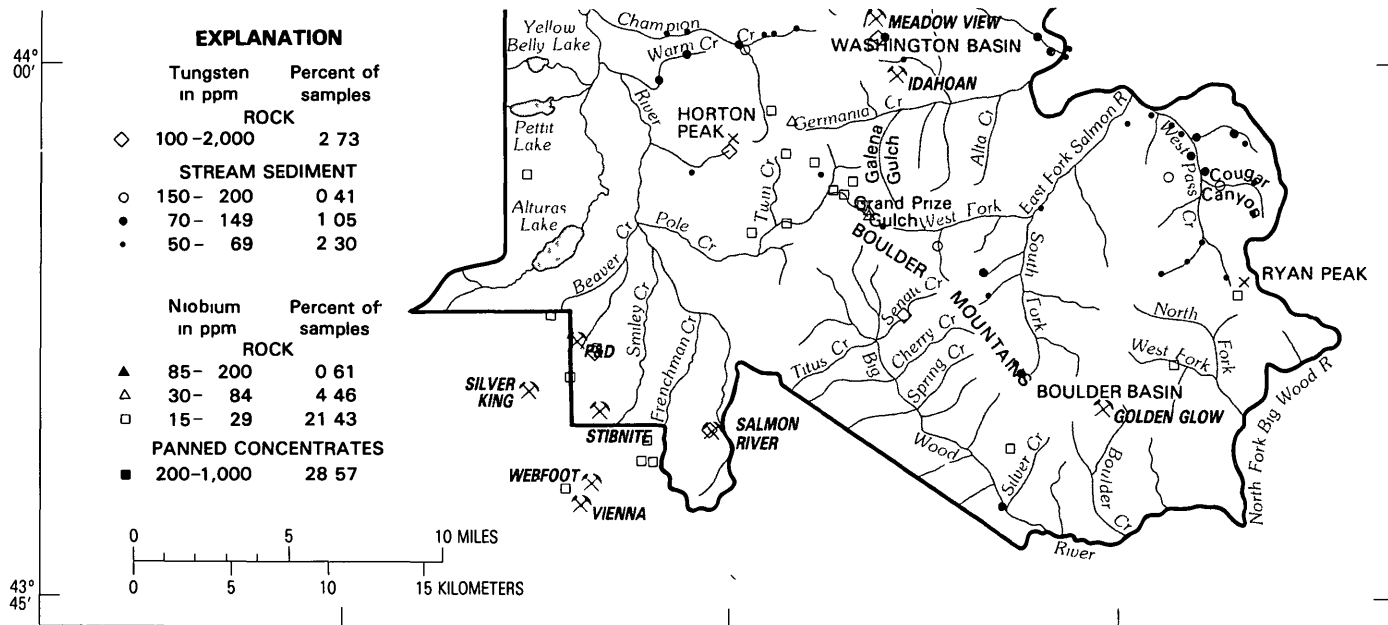 EXPLANATION
Tungsten Percent of
in ppm samples
ROCK
100-2,000 2 73
STREAM SEDIMENT
150- 200 0 41
70- 149 1 05
50- 69 2 30
Niobium Percent of
in ppm samples
ROCK
85- 200 0 61
30- 84 4 46
15- 29 21 43
PANNED CONCENTRATES
200-1,000 28 57
0 5 10 MILES
0 5 10 15 KILOMETERS
44°
00'
43°
45'
Yellow
Belly Lake
Champion Cr
Warm Cr
MEADOW VIEW
WASHINGTON BASIN
IDAHOAN
River
HORTON
PEAK
Germania Cr
Pettit
Lake
Galena
Gulch
Alta Cr
East Fork Salmon R
West Pass Cr
Cougar
Canyon
Twin Cr
Alturas
Lake
Grand Prize
Gulch
West Fork
Pole Cr
Beaver Cr
BOULDER
MOUNTAINS
South Fork
RYAN PEAK
Smiley Cr
Frenchman Cr
Senate Cr
North Fork
P&D
Titus Cr
Cherry Cr
Big Wood River
Spring Cr
West Fork
SILVER
KING
BOULDER BASIN
GOLDEN GLOW
North Fork Big Wood R
STIBNITE
SALMON
RIVER
WEBFOOT
VIENNA
Silver Cr
Boulder Cr